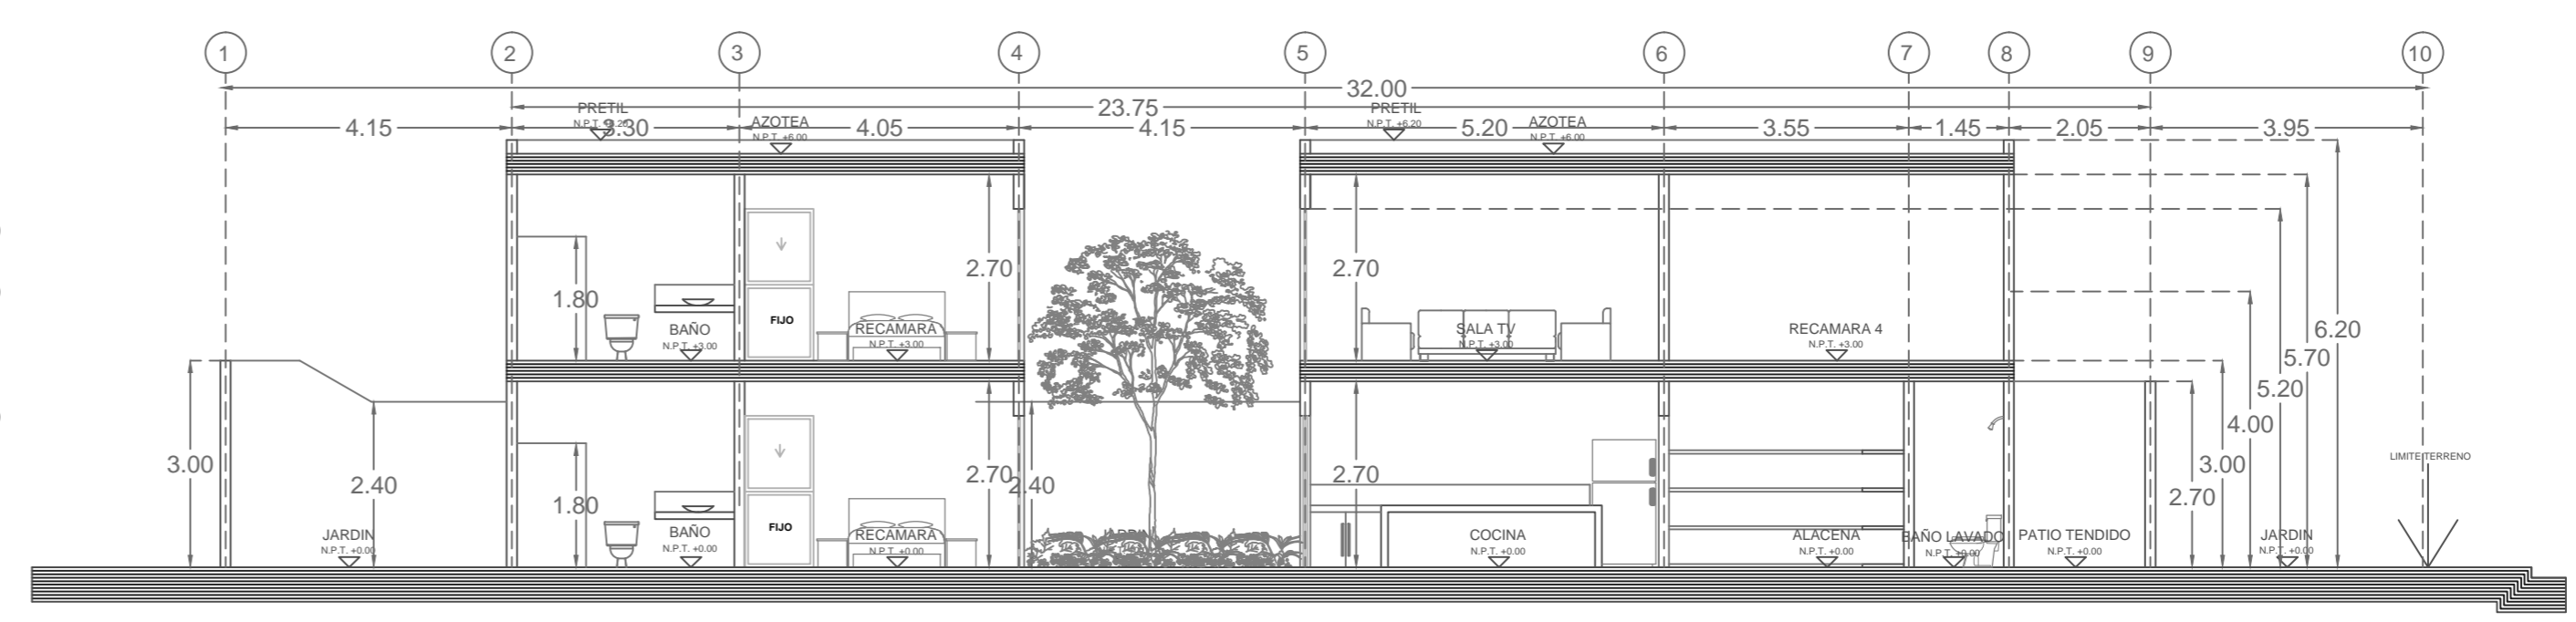 1 2 3 4 5 6 7 8 9 10
32.00
23.75
4.15 3.30 4.05 4.15 5.20 3.55 1.45 2.05 3.95
PRETIL
AZOTEA
N.P.T. +6.00
PRETIL
N.P.T. +6.20
AZOTEA
N.P.T. +6.00
2.70
2.70
1.80
FIJO
BAÑO
N.P.T. +3.00
RECAMARA
N.P.T. +3.00
SALA TV
N.P.T. +3.00
RECAMARA 4
N.P.T. +3.00
6.20
5.70
5.20
4.00
3.00
2.70
LIMITE TERRENO
3.00
2.40
1.80
2.70
2.40
2.70
FIJO
JARDIN
N.P.T. +0.00
BAÑO
N.P.T. +0.00
RECAMARA
N.P.T. +0.00
JARDIN
COCINA
N.P.T. +0.00
ALACENA
N.P.T. +0.00
BAÑO LAVADO
N.P.T. +0.00
PATIO TENDIDO
N.P.T. +0.00
JARDIN
N.P.T. +0.00